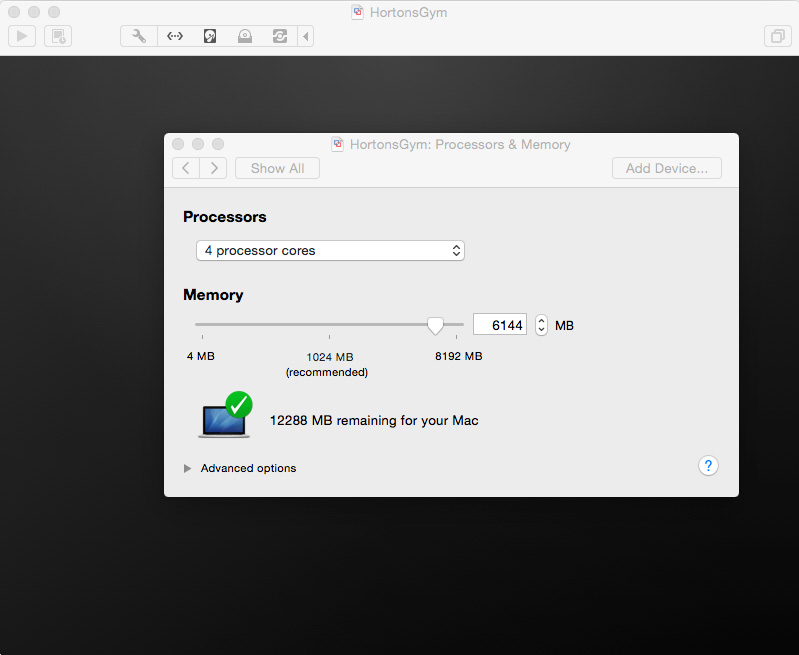 HortonsGym
HortonsGym: Processors & Memory
Show All
Add Device...
Processors
4 processor cores
Memory
6144 MB
4 MB 1024 MB 8192 MB
(recommended)
12288 MB remaining for your Mac
Advanced options
?